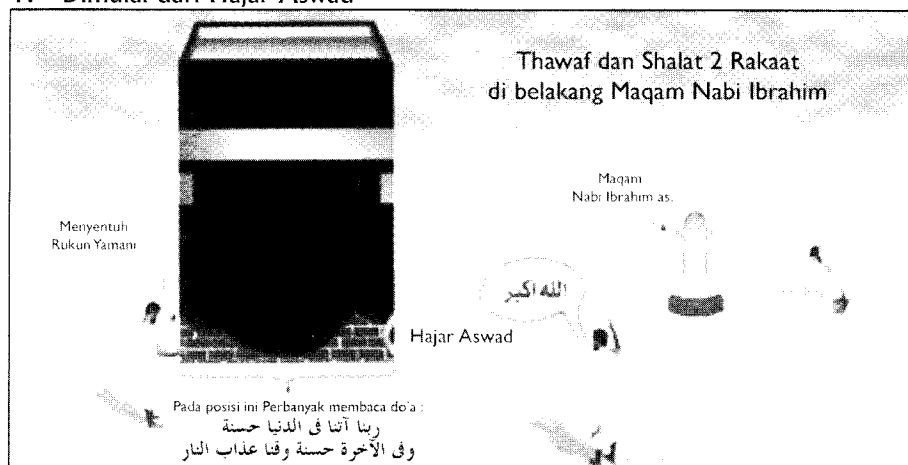 Dimulai dari Hajar Aswad
Thawaf dan Shalat 2 Rakaat
di belakang Maqam Nabi Ibrahim
Maqam
Nabi Ibrahim as.
Menyentuh
Rukun Yamani
الله اكبر
Hajar Aswad
Pada posisi ini Perbanyak membaca do'a :
ربنا آتنا فى الدنيا حسنة
وفى الآخرة حسنة وقنا عذاب النار